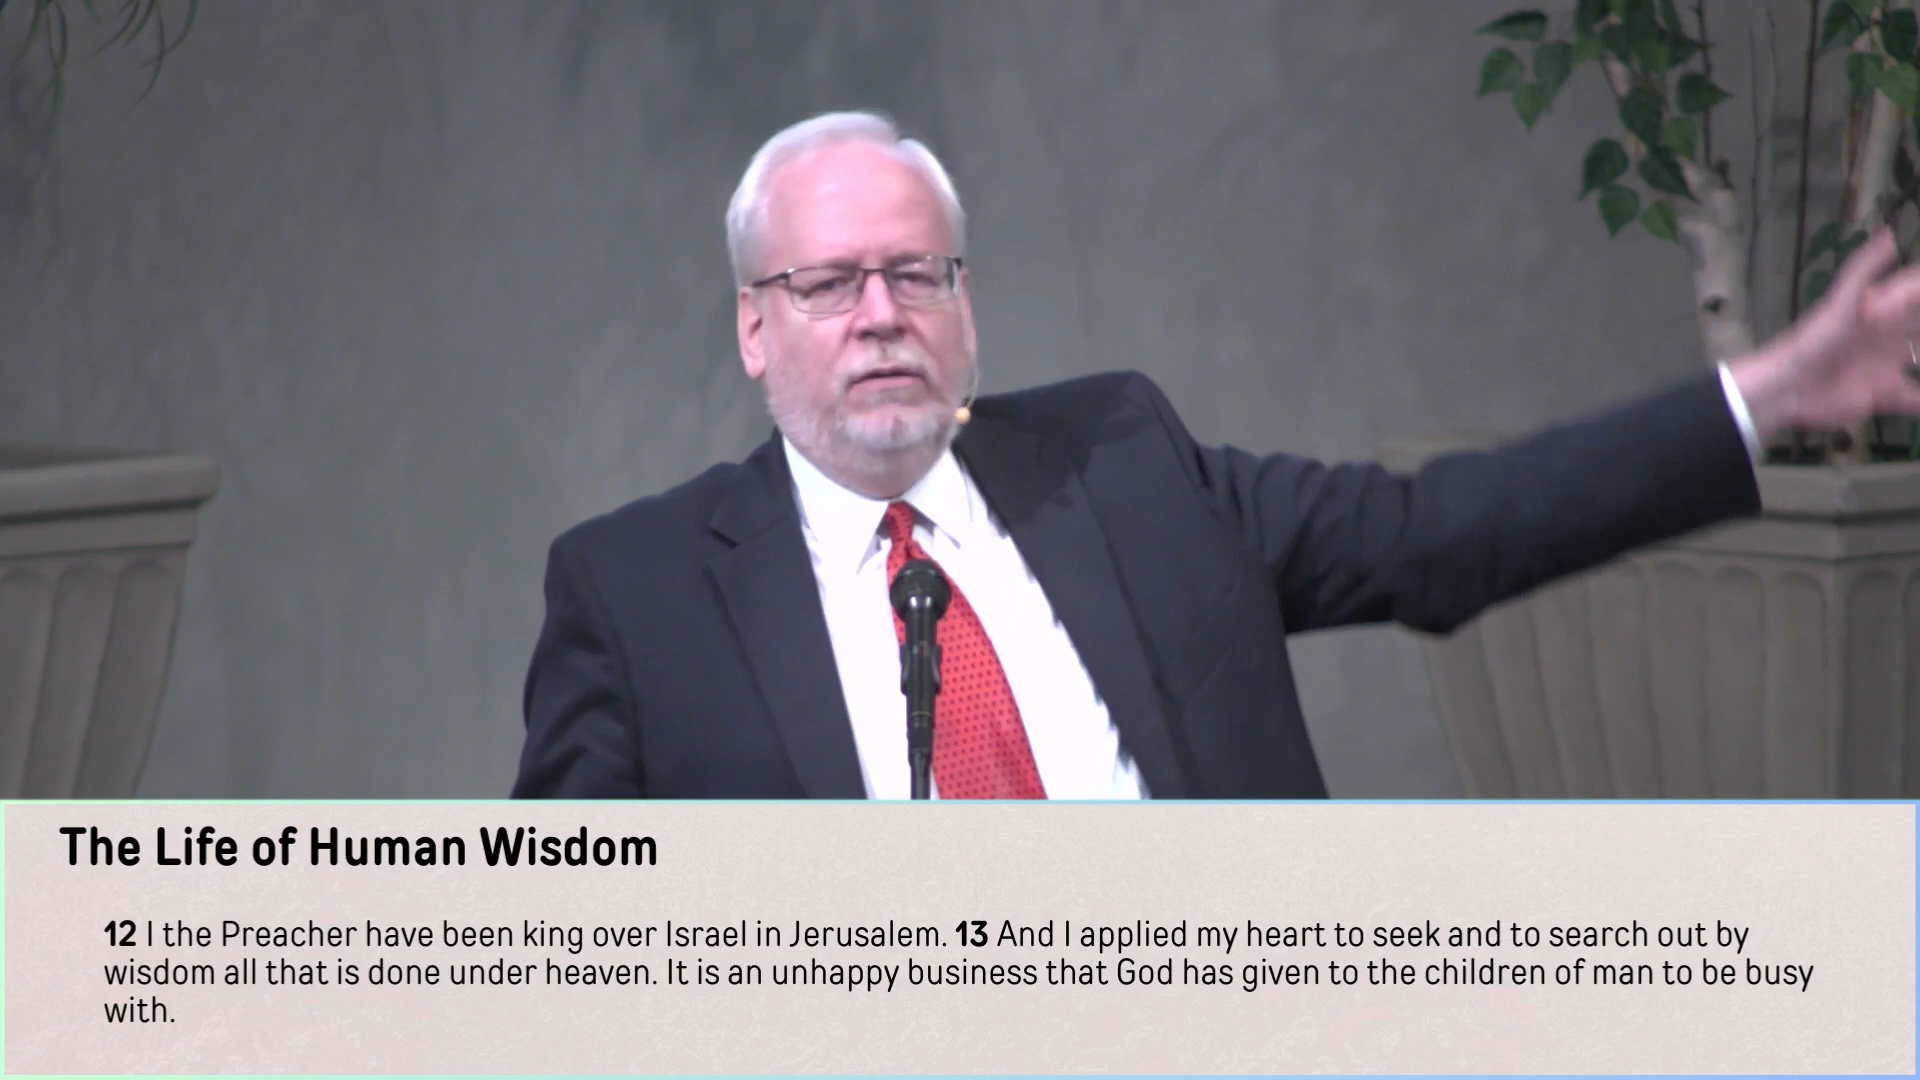 The Life of Human Wisdom
12 I the Preacher have been king over Israel in Jerusalem. 13 And I applied my heart to seek and to search out by
wisdom all that is done under heaven. It is an unhappy business that God has given to the children of man to be busy
with.